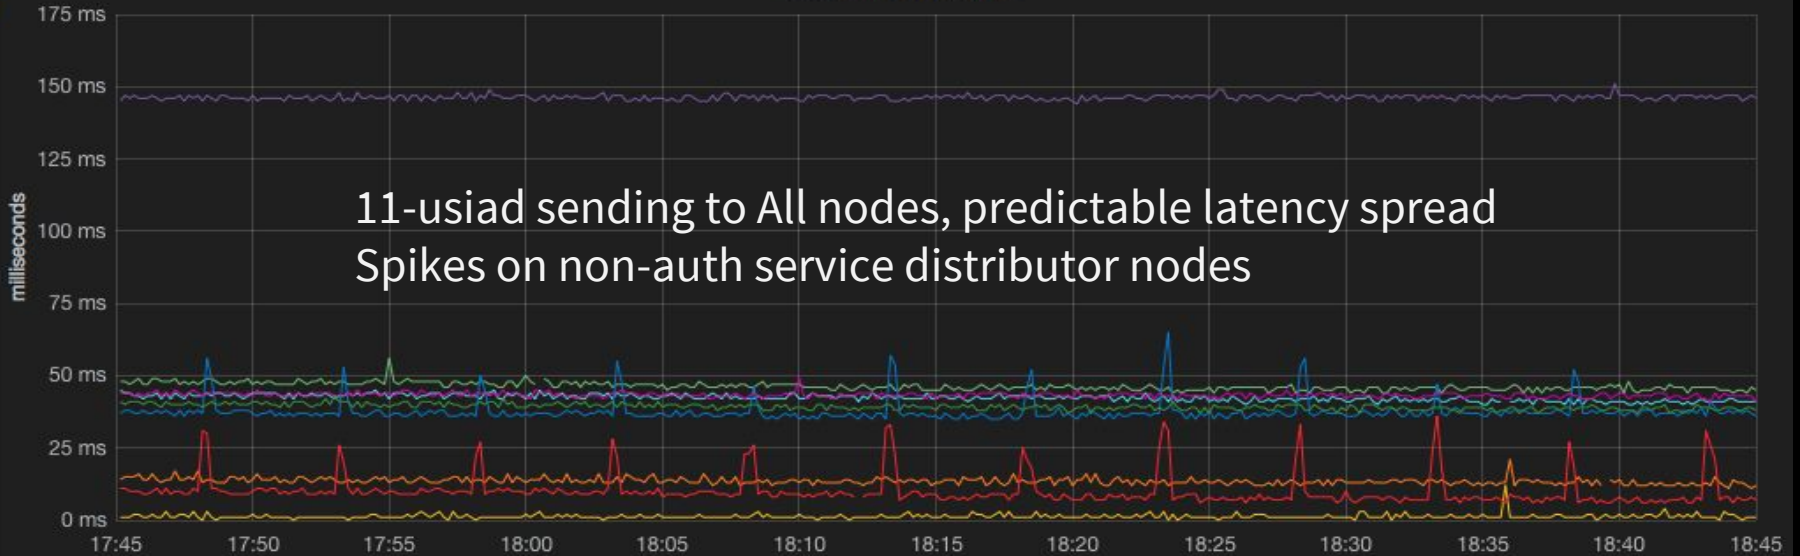 175 ms
150 ms
125 ms
11-usiad sending to All nodes, predictable latency spread
100 ms
Spikes on non-auth service distributor nodes
milliseconds
75 ms
50 ms
25 ms
0 ms
17:45 17:50 17:55 18:00 18:05 18:10 18:15 18:20 18:25 18:30 18:35 18:40 18:45